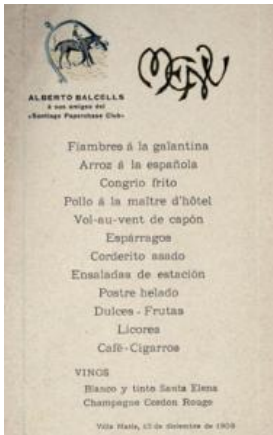 MENU
ALBERTO BALCELLS
á sus amigos del
«Santiago Paperchase Club»
Fiambres á la galantina
Arroz á la española
Congrio frito
Pollo á la maître d'hôtel
Vol-au-vent de capón
Espárragos
Corderito asado
Ensaladas de estación
Postre helado
Dulces - Frutas
Licores
Café-Cigarros
VINOS
Blanco y tinto Santa Elena
Champagne Cordon Rouge
Villa María, de diciembre de